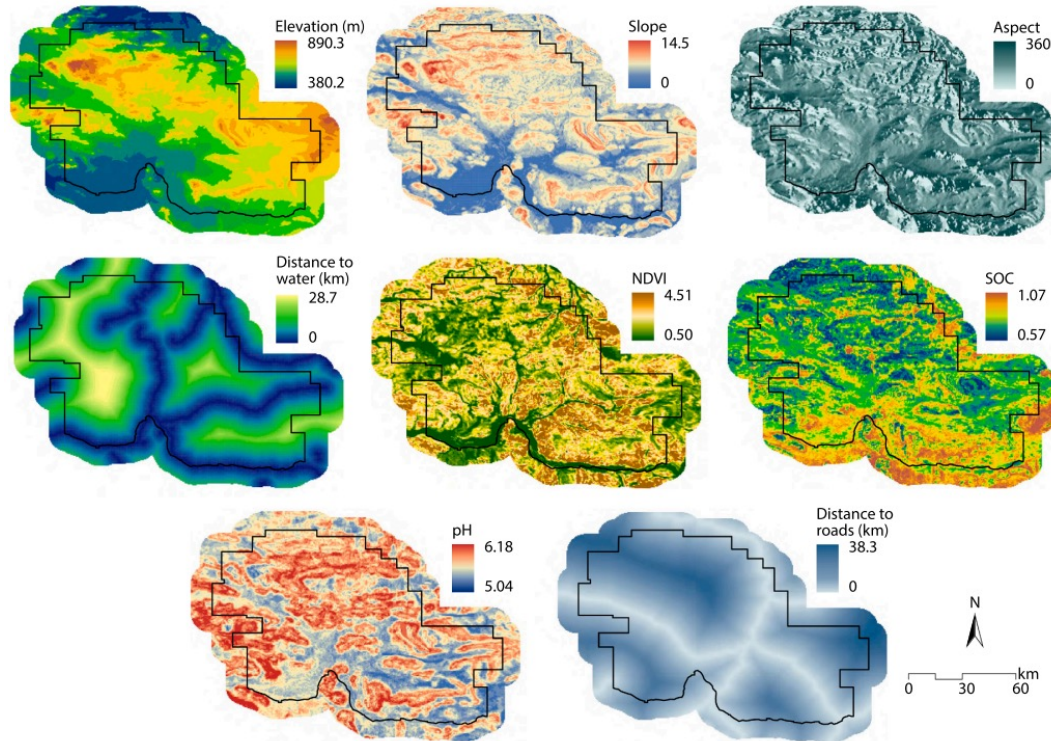 Elevation (m)
890.3
380.2
Slope
14.5
0
Aspect
360
0
Distance to
water (km)
28.7
0
NDVI
4.51
0.50
SOC
1.07
0.57
pH
6.18
5.04
Distance to
roads (km)
38.3
0
N
km
0 30 60